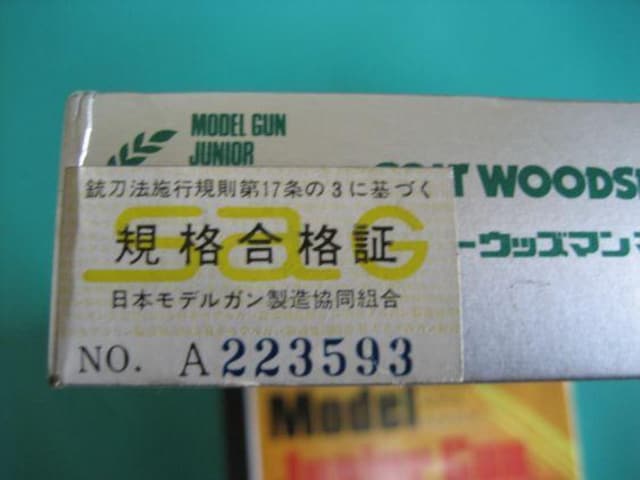 MODEL GUN
JUNIOR
銃刀法施行規則第17条の3に基づく
SaG
規格合格証
日本モデルガン製造協同組合
NO. A223593
WOODS
ーウッズマン
Model